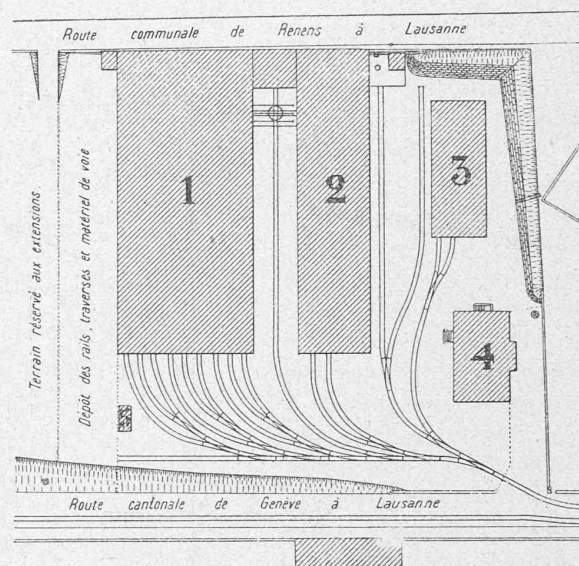 Route communale de Renens à Lausanne
Terrain réservé aux extensions
Dépôt des rails, traverses et matériel de voie
1
2
3
4
Route cantonale de Genève à Lausanne